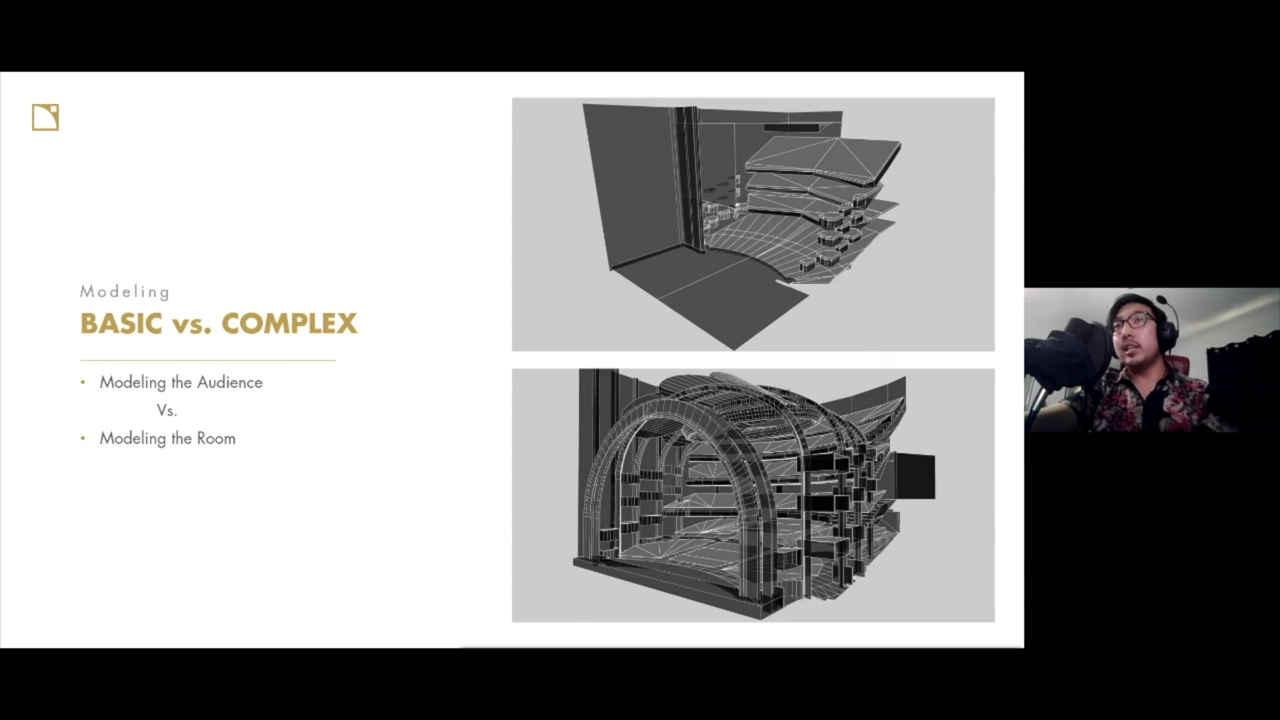 Modeling
BASIC vs. COMPLEX
• Modeling the Audience
Vs.
• Modeling the Room